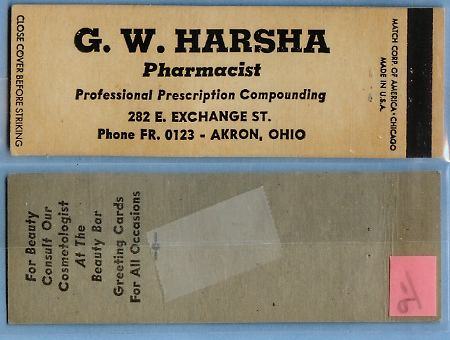 CLOSE COVER BEFORE STRIKING
G. W. HARSHA
Pharmacist
Professional Prescription Compounding
282 E. EXCHANGE ST.
Phone FR. 0123 - AKRON, OHIO
MATCH CORP OF AMERICA • CHICAGO
MADE IN U.S.A.
For Beauty
Consult Our
Cosmetologist
At The
Beauty Bar
Greeting Cards
For All Occasions